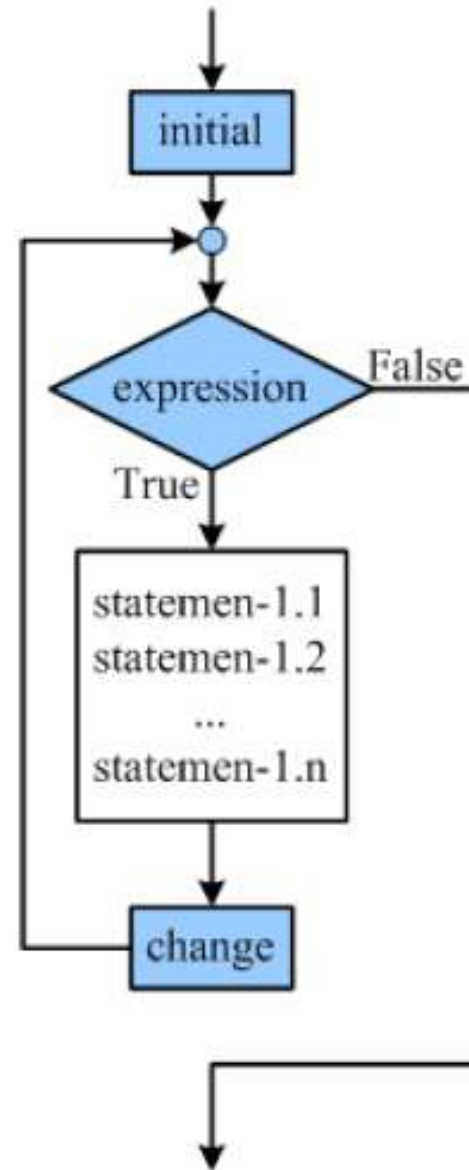 initial
expression
False
True
statemen-1.1
statemen-1.2
...
statemen-1.n
change